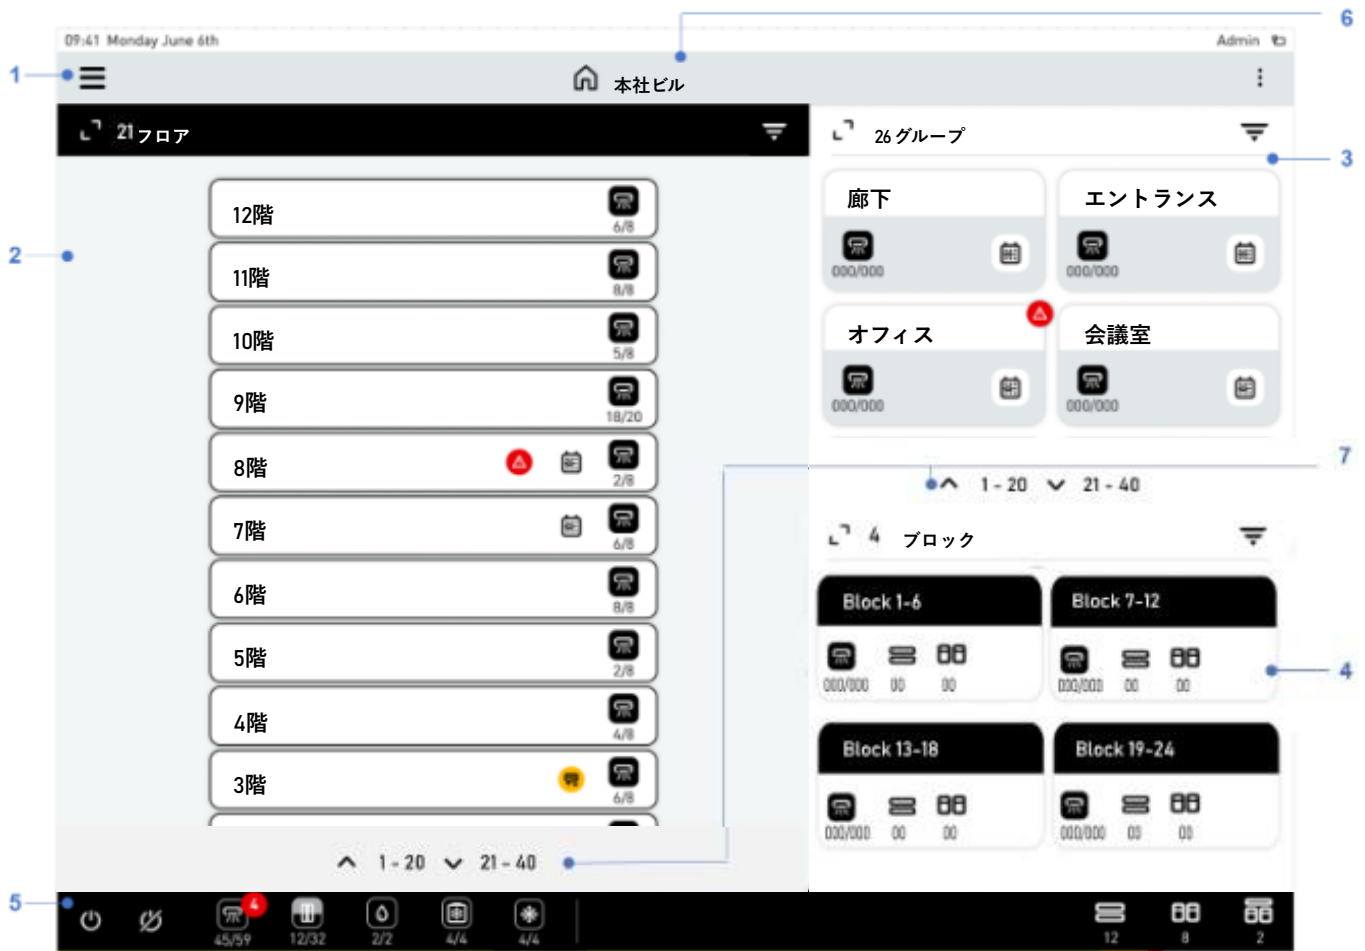 6
09:41 Monday June 6th
Admin
1
本社ビル
21 フロア
26 グループ
3
12階
6/8
2
11階
8/8
10階
5/8
9階
18/20
8階
2/8
7階
6/8
6階
8/8
5階
2/8
4階
4/8
3階
6/8
1 - 20 21 - 40
廊下
000/000
エントランス
000/000
オフィス
000/000
会議室
000/000
7
1 - 20 21 - 40
4 ブロック
Block 1-6
000/000 00 00
Block 7-12
000/000 00 00
4
Block 13-18
000/000 00 00
Block 19-24
000/000 00 00
5
4
45/59 12/32 2/2 4/4 4/4
12 8 2